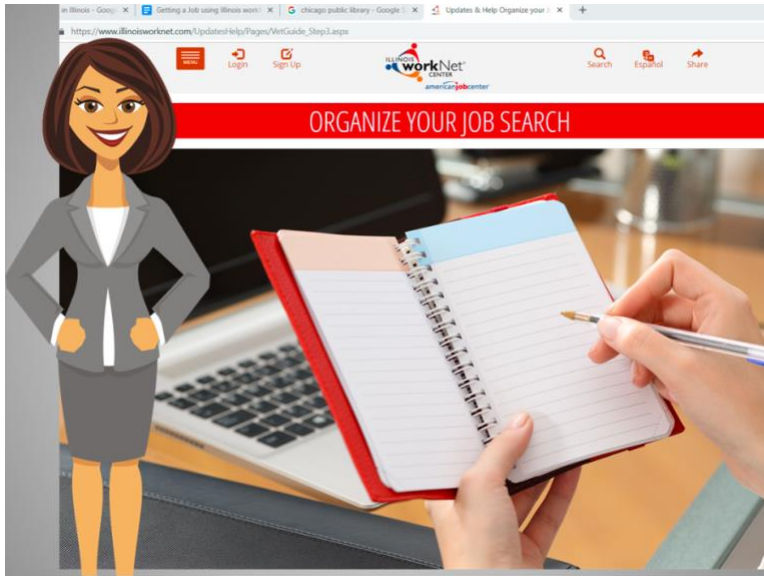 in Illinois - Goog
Getting a Job using Illinois work
chicago public library - Google S
Updates & Help Organize your J
https://www.illinoisworknet.com/UpdatesHelp/Pages/VetGuide_Step3.aspx
MENU
Login
Sign Up
ILLINOIS
workNet
CENTER
americanjobcenter
Search
Español
Share
ORGANIZE YOUR JOB SEARCH